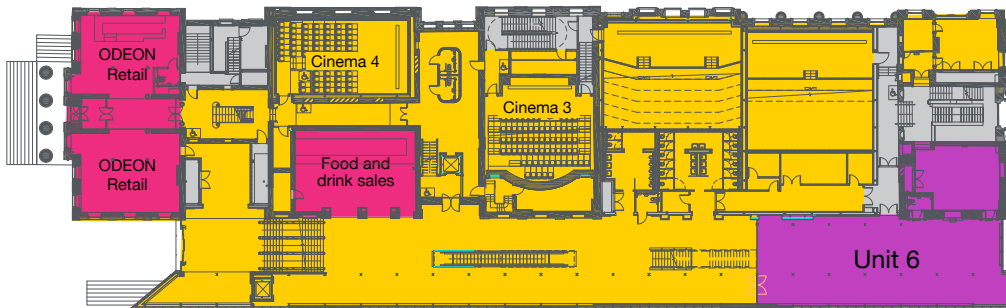 ODEON
Retail
Cinema 4
Cinema 3
ODEON
Retail
Food and
drink sales
Unit 6